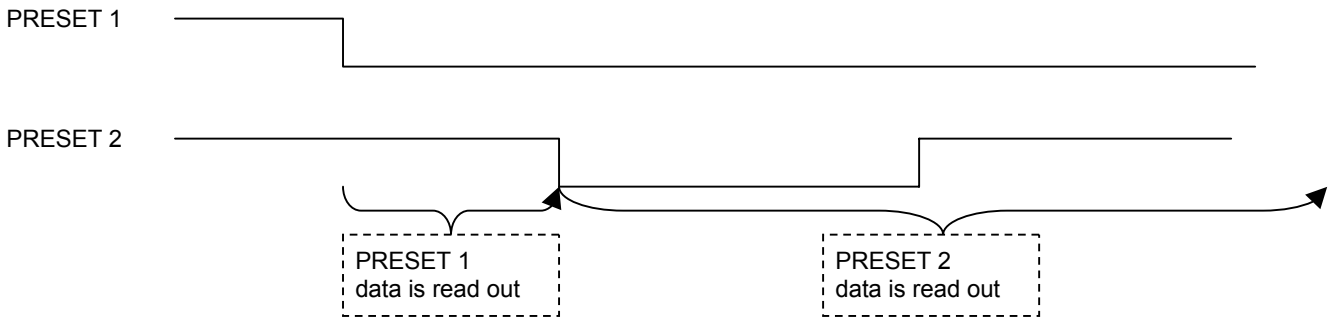 PRESET 1
PRESET 2
PRESET 1
data is read out
PRESET 2
data is read out